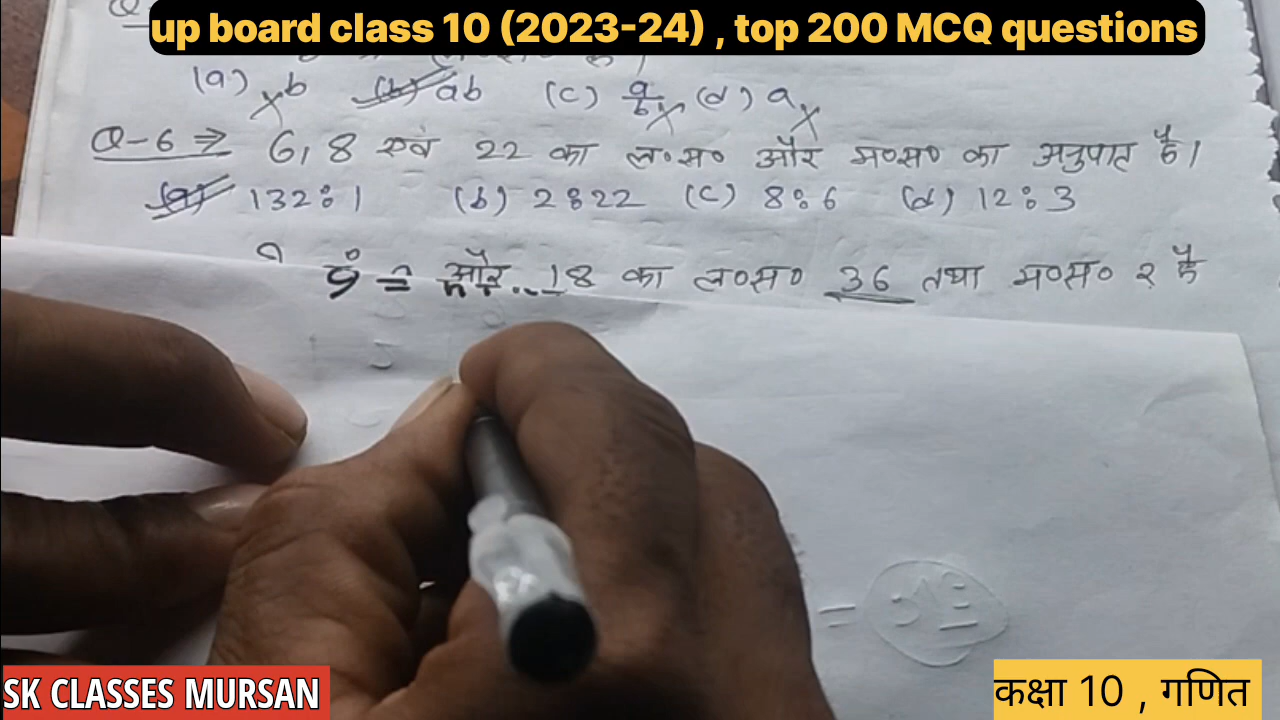 up board class 10 (2023-24) , top 200 MCQ questions
(a) b (b) ab (c) a/b (d) a
Q-6 ⇒ 6, 8 एवं 22 का ल०स० और म०स० का अनुपात है।
(a) 132:1 (b) 2:22 (c) 8:6 (d) 12:3
और 18 का ल०स० 36 तथा म०स० २ है
=
SK CLASSES MURSAN
कक्षा 10 , गणित